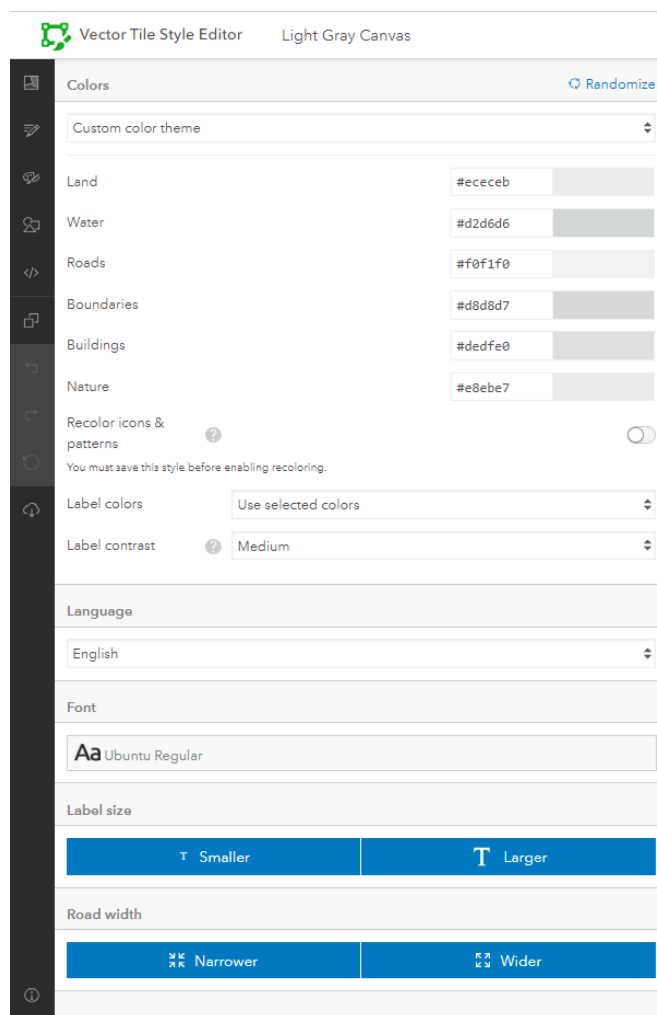 Vector Tile Style Editor Light Gray Canvas
Colors Randomize
Custom color theme
Land #ececeb
Water #d2d6d6
Roads #f0f1f0
Boundaries #d8d8d7
Buildings #dedfe0
Nature #e8ebe7
Recolor icons &
patterns ?
You must save this style before enabling recoloring.
Label colors Use selected colors
Label contrast ? Medium
Language
English
Font
Aa Ubuntu Regular
Label size
T Smaller T Larger
Road width
Narrower Wider